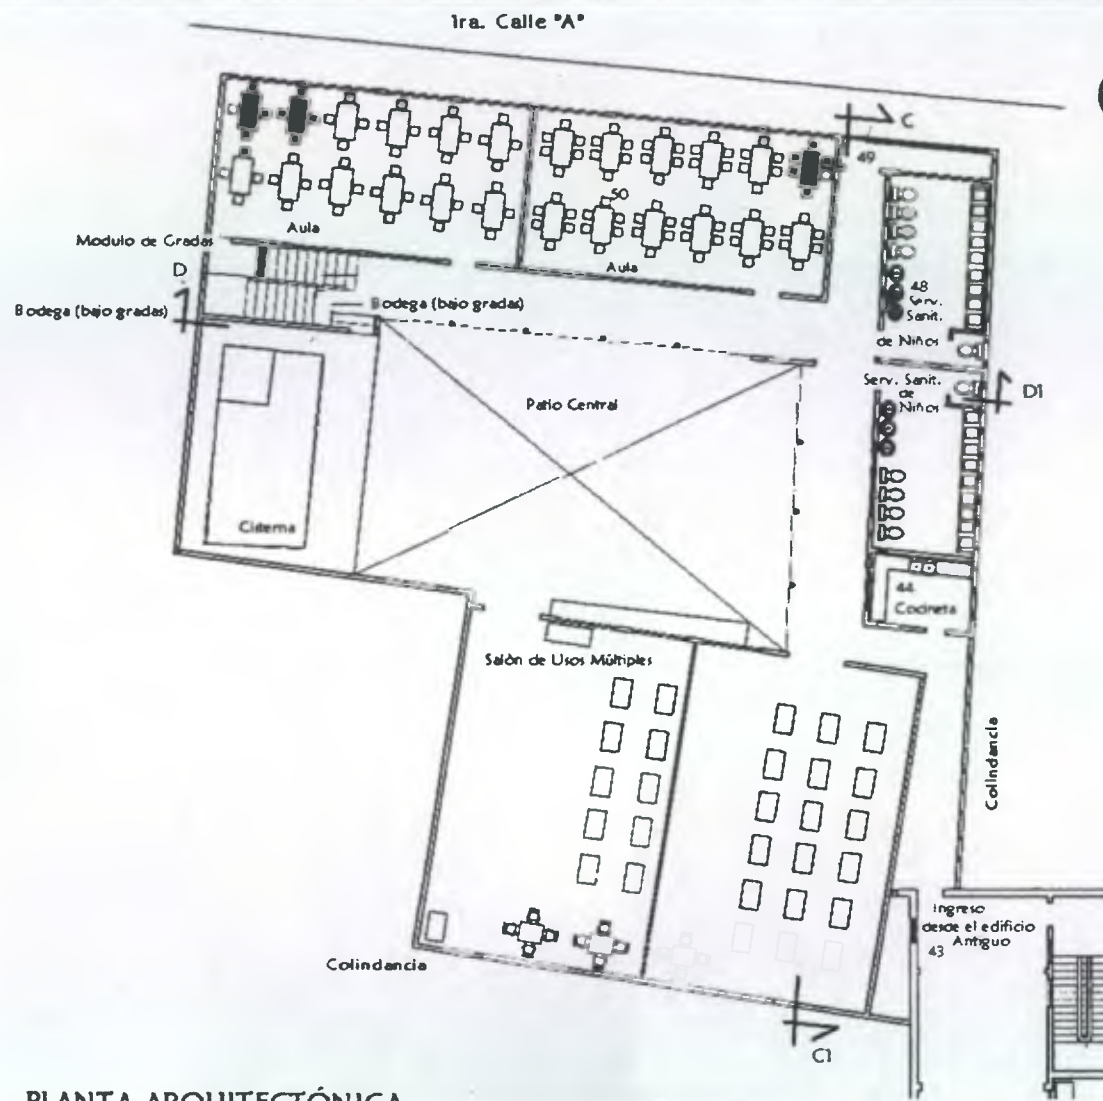 1ra. Calle "A"
C
49
50
Aula
Modulo de Gradas
Aula
D
48
Serv.
Sanit.
de Niños
Bodega (bajo gradas)
Bodega (bajo gradas)
Serv. Sanit.
de
Niños
D1
Patio Central
Cisterna
44
Cocineta
Salòn de Usos Múltiples
Colindancia
Ingreso
desde el edificio
Antiguo
43
Colindancia
C1
PLANTA ARQUITECTÓNICA